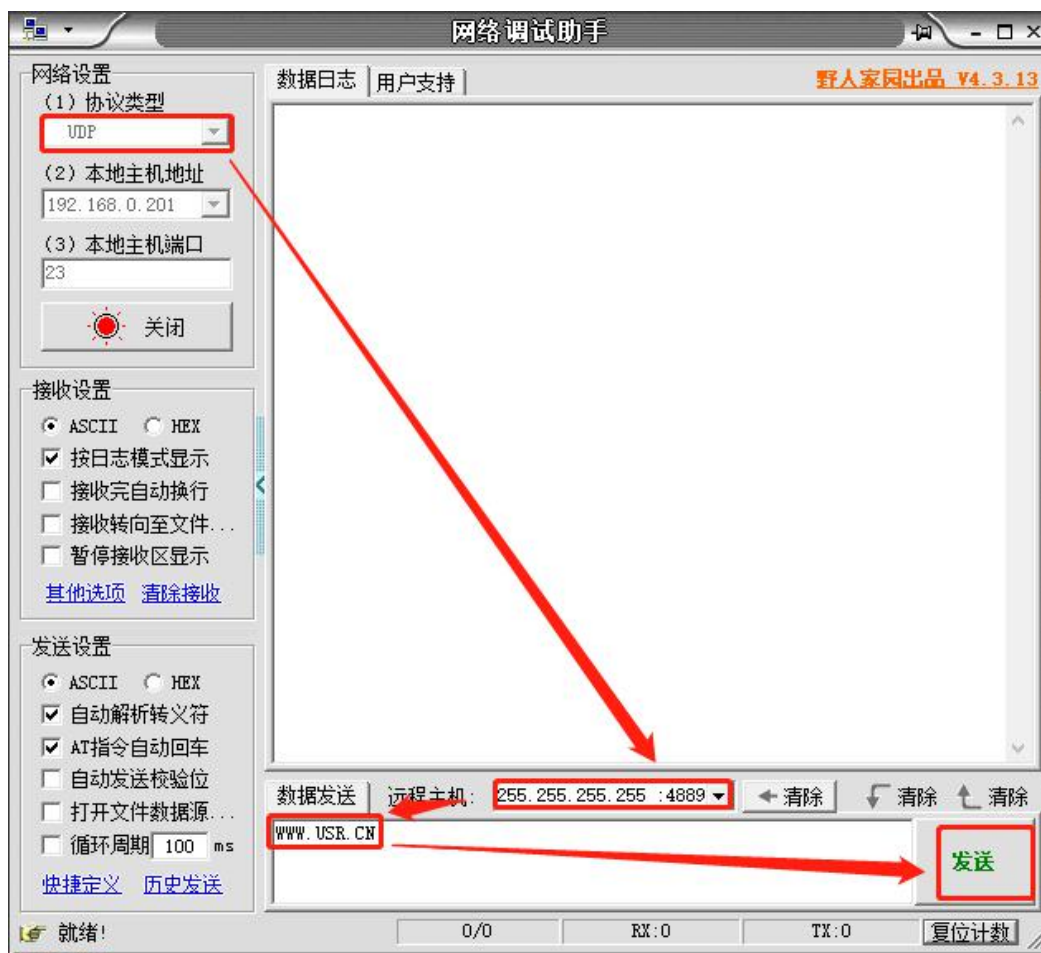 网络调试助手
网络设置
(1) 协议类型
UDP
(2) 本地主机地址
192.168.0.201
(3) 本地主机端口
23
关闭
接收设置
ASCII HEX
按日志模式显示
接收完自动换行
接收转向至文件...
暂停接收区显示
其他选项 清除接收
发送设置
ASCII HEX
自动解析转义符
AT指令自动回车
自动发送校验位
打开文件数据源...
循环周期 100 ms
快捷定义 历史发送
数据日志 用户支持 野人家园出品 V4.3.13
数据发送 远程主机: 255.255.255.255 :4889 清除 清除 清除
WWW.USR.CN
发送
就绪! 0/0 RX:0 TX:0 复位计数